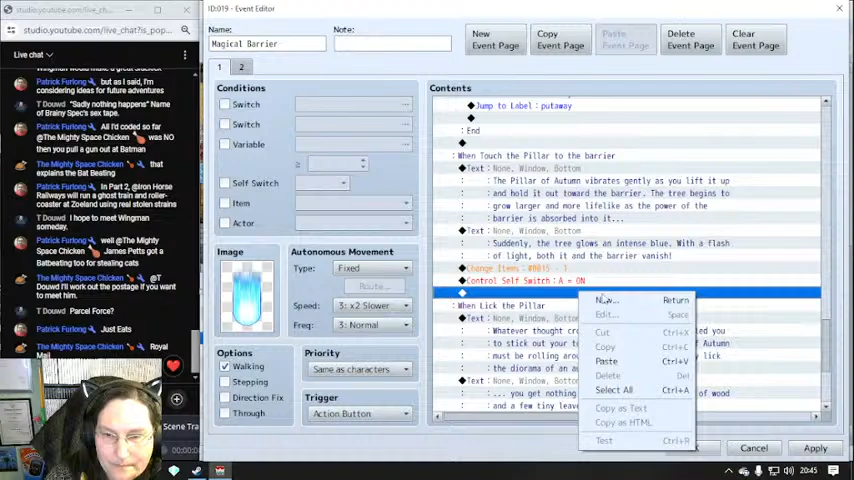 studio.youtube.com/live_chat?is_pop...
studio.youtube.com/live_chat?is_pop...
Live chat
Patrick Furlong
but as I said, I'm
considering ideas for future
adventures
T Douwd "Sadly nothing happens" Name
of Brainy Spec's sex tape.
Patrick Furlong All I'd coded so far
@The Mighty Space Chicken was NO
then you pull a gun out at Batman
The Mighty Space Chicken that
explains the Bat Beating
Patrick Furlong In Part 2, @Iron Horse
Railways will run a ghost train and roller-
coaster at Zoeland using real stolen
strains
T Douwd I hope to meet Wingman
someday.
Patrick Furlong well @The Mighty
Space Chicken James Petts got a
Batbeating too for stealing cats
The Mighty Space Chicken @T
Douwd I'll work out the postage if you want
to meet him.
T Douwd Parcel Force?
Patrick Furlong Just Eats
The Mighty Space Chicken Royal
Mail
Scene Tra
ID:019 - Event Editor
Name:
Magical Barrier
Note:
New
Event Page
Copy
Event Page
Paste
Event Page
Delete
Event Page
Clear
Event Page
1
2
Conditions
Switch
Switch
Variable
≥
Self Switch
Item
Actor
Image
Autonomous Movement
Type:
Fixed
Route...
Speed:
3: x2 Slower
Freq:
3: Normal
Options
Walking
Stepping
Direction Fix
Through
Priority
Same as characters
Trigger
Action Button
Contents
◆Jump to Label：putaway
◆
：End
◆
：When Touch the Pillar to the barrier
◆Text：None, Window, Bottom
：The Pillar of Autumn vibrates gently as you lift it up
：and hold it out toward the barrier. The tree begins to
：grow larger and more lifelike as the power of the
：barrier is absorbed into it...
◆Text：None, Window, Bottom
：Suddenly, the tree glows an intense blue. With a flash
：of light, both it and the barrier vanish!
◆Change Items：#0015 - 1
◆Control Self Switch：A = ON
◆
：When Lick the Pillar
◆Text：None, Window, Bottom
：Whatever thought
：to stick out your to
：must be rolling arou
：the diorama of an a
◆Text：None, Window, Bottom
：... you get nothing
：and a few tiny leave
led you
lick
of wood
New... Return
Edit... Space
Cut Ctrl+X
Copy Ctrl+C
Paste Ctrl+V
Delete Del
Select All Ctrl+A
Copy as Text
Copy as HTML
Test Ctrl+R
Cancel
Apply
20:45